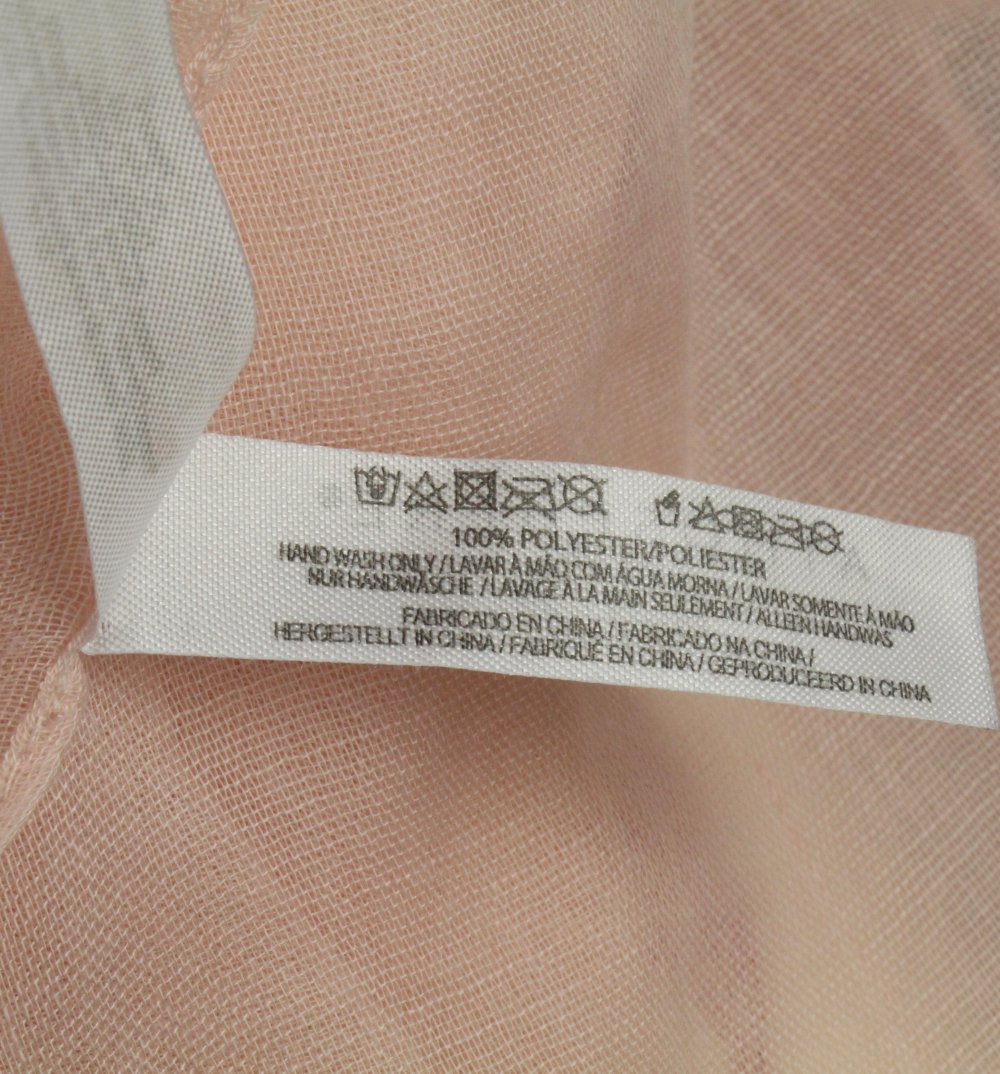 100% POLYESTER/POLIESTER
HAND WASH ONLY / LAVAR À MÃO COM ÁGUA MORNA / LAVAR SOMENTE À MÃO
NUR HANDWÄSCHE / LAVAGE À LA MAIN SEULEMENT / ALLEEN HANDWAS
FABRICADO EN CHINA / FABRICADO NA CHINA /
HERGESTELLT IN CHINA / FABRIQUÉ EN CHINA / GEPRODUCEERD IN CHINA